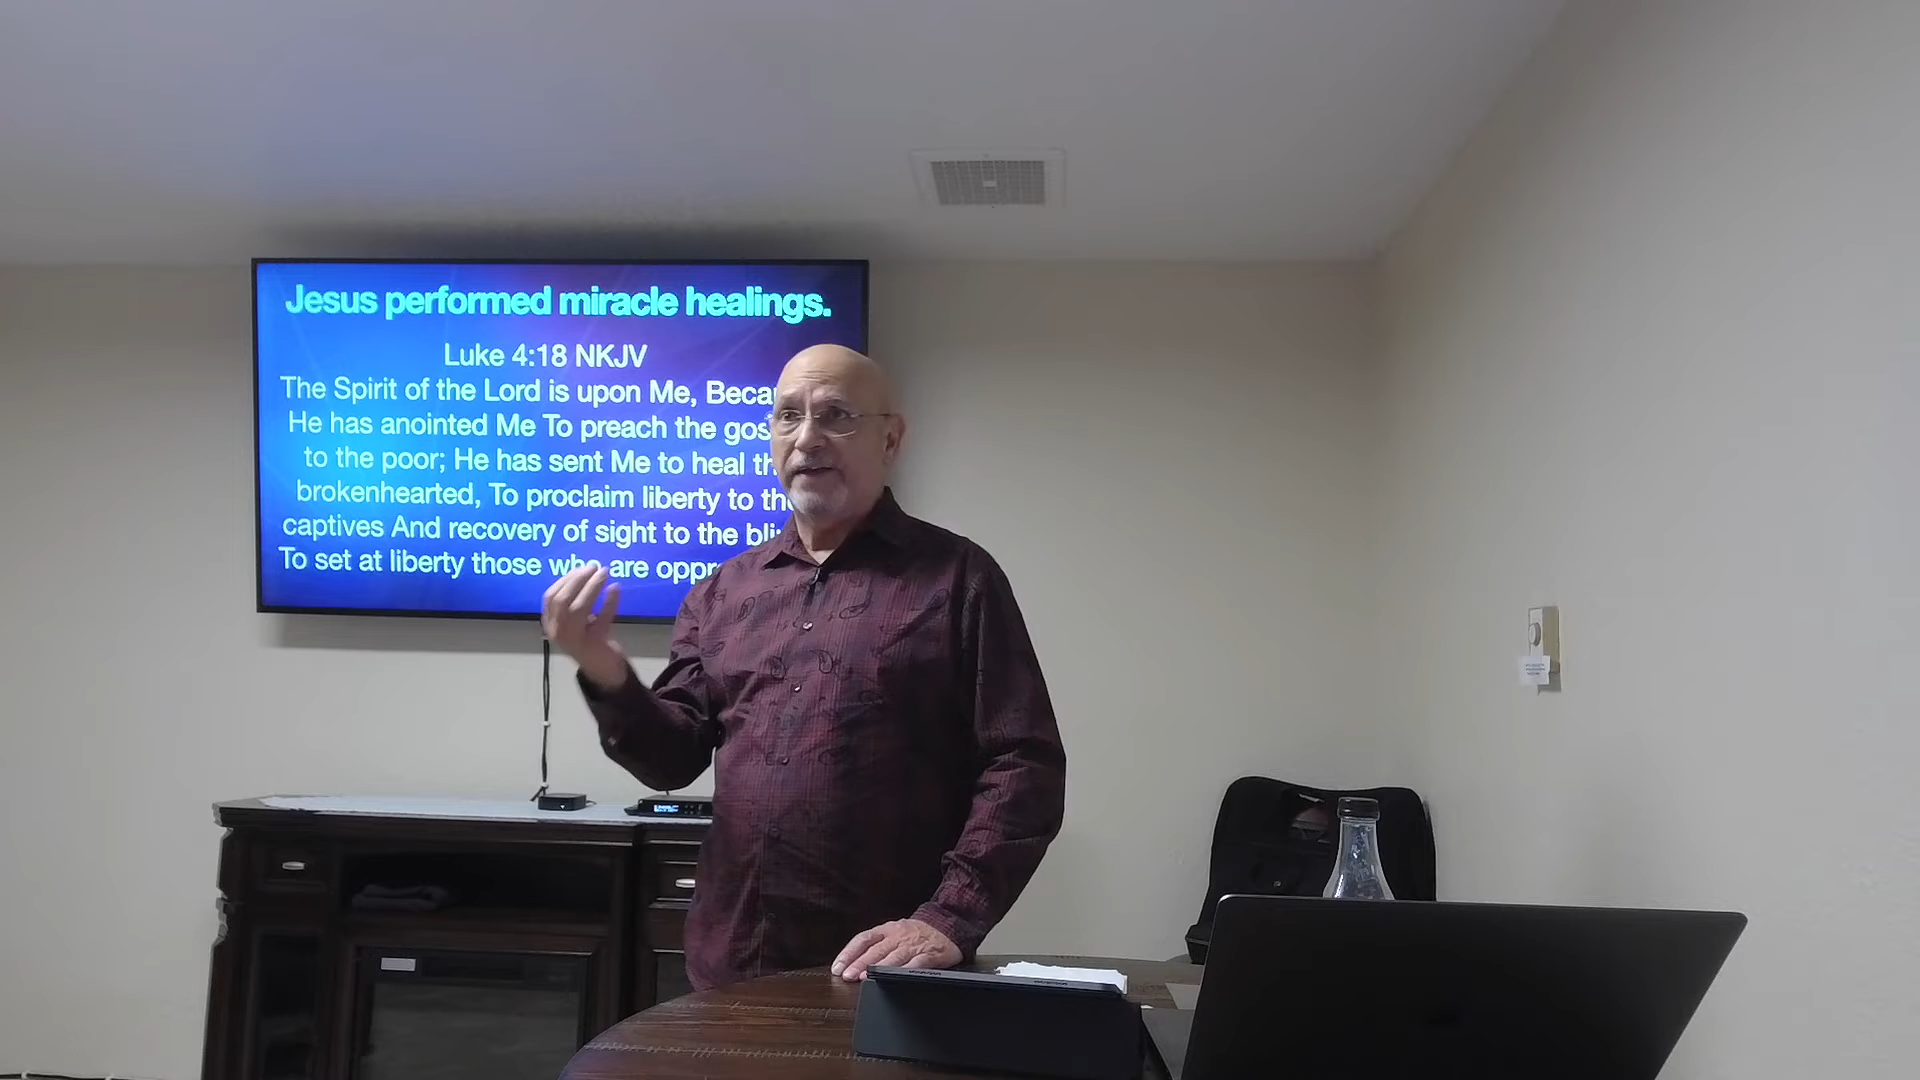 Jesus performed miracle healings.
Luke 4:18 NKJV
The Spirit of the Lord is upon Me, Beca
He has anointed Me To preach the gos
to the poor; He has sent Me to heal th
brokenhearted, To proclaim liberty to the
captives And recovery of sight to the bli
To set at liberty those who are oppr